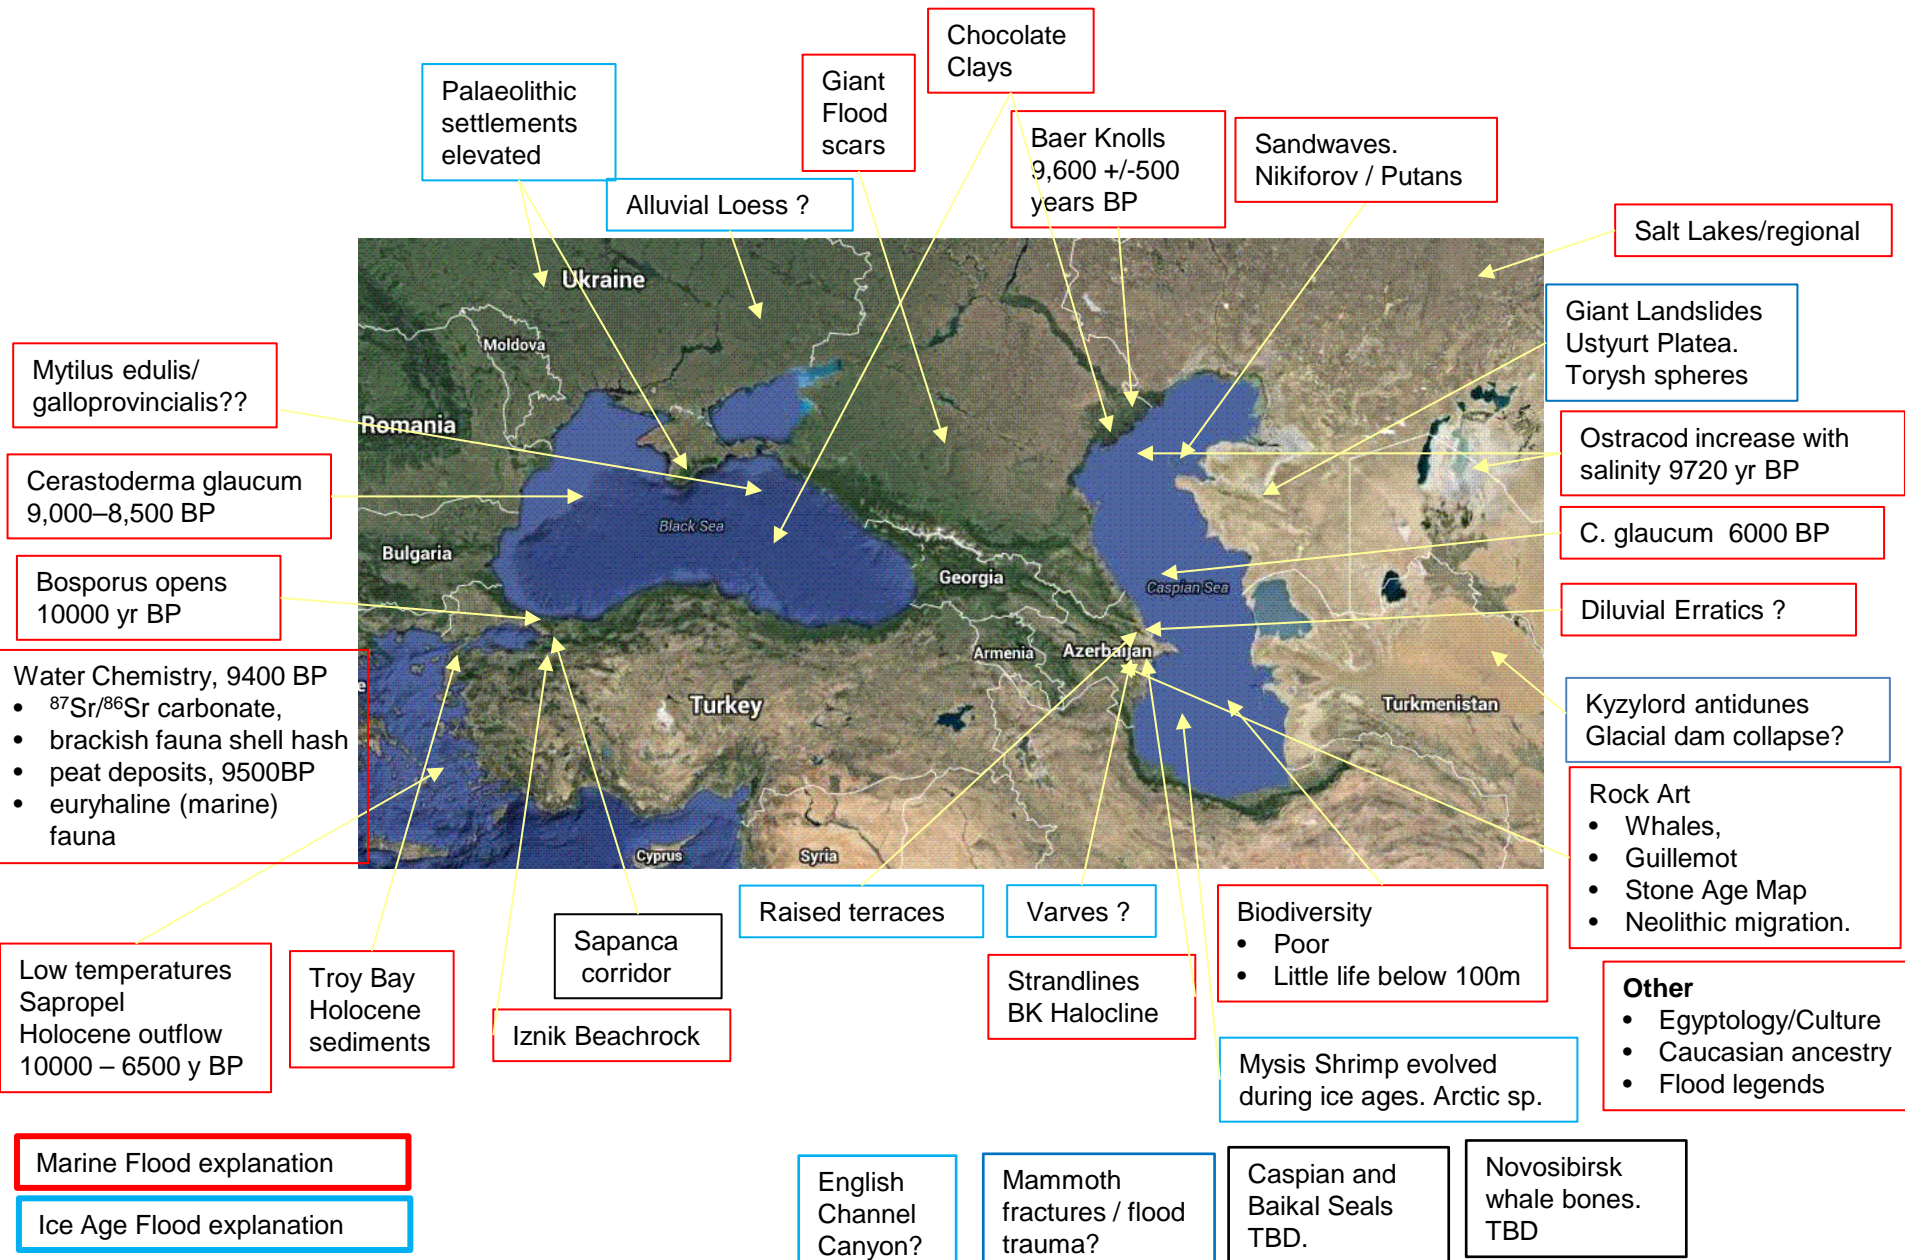 Chocolate
Clays
Palaeolithic
settlements
elevated
Giant
Flood
scars
Baer Knolls
9,600 +/-500
years BP
Sandwaves.
Nikiforov / Putans
Alluvial Loess ?
Salt Lakes/regional
Giant Landslides
Ustyurt Platea.
Torysh spheres
Mytilus edulis/
galloprovincialis??
Ostracod increase with
salinity 9720 yr BP
Cerastoderma glaucum
9,000–8,500 BP
C. glaucum 6000 BP
Bosporus opens
10000 yr BP
Diluvial Erratics ?
Water Chemistry, 9400 BP
• ⁸⁷Sr/⁸⁶Sr carbonate,
• brackish fauna shell hash
• peat deposits, 9500BP
• euryhaline (marine)
fauna
Kyzylord antidunes
Glacial dam collapse?
Rock Art
• Whales,
• Guillemot
• Stone Age Map
• Neolithic migration.
Ukraine
Moldova
Romania
Bulgaria
Black Sea
Georgia
Caspian Sea
Armenia
Azerbaijan
Turkey
Turkmenistan
Cyprus
Syria
Raised terraces
Varves ?
Biodiversity
• Poor
• Little life below 100m
Low temperatures
Sapropel
Holocene outflow
10000 – 6500 y BP
Troy Bay
Holocene
sediments
Sapanca
corridor
Iznik Beachrock
Strandlines
BK Halocline
Mysis Shrimp evolved
during ice ages. Arctic sp.
Other
• Egyptology/Culture
• Caucasian ancestry
• Flood legends
Marine Flood explanation
Ice Age Flood explanation
English
Channel
Canyon?
Mammoth
fractures / flood
trauma?
Caspian and
Baikal Seals
TBD.
Novosibirsk
whale bones.
TBD